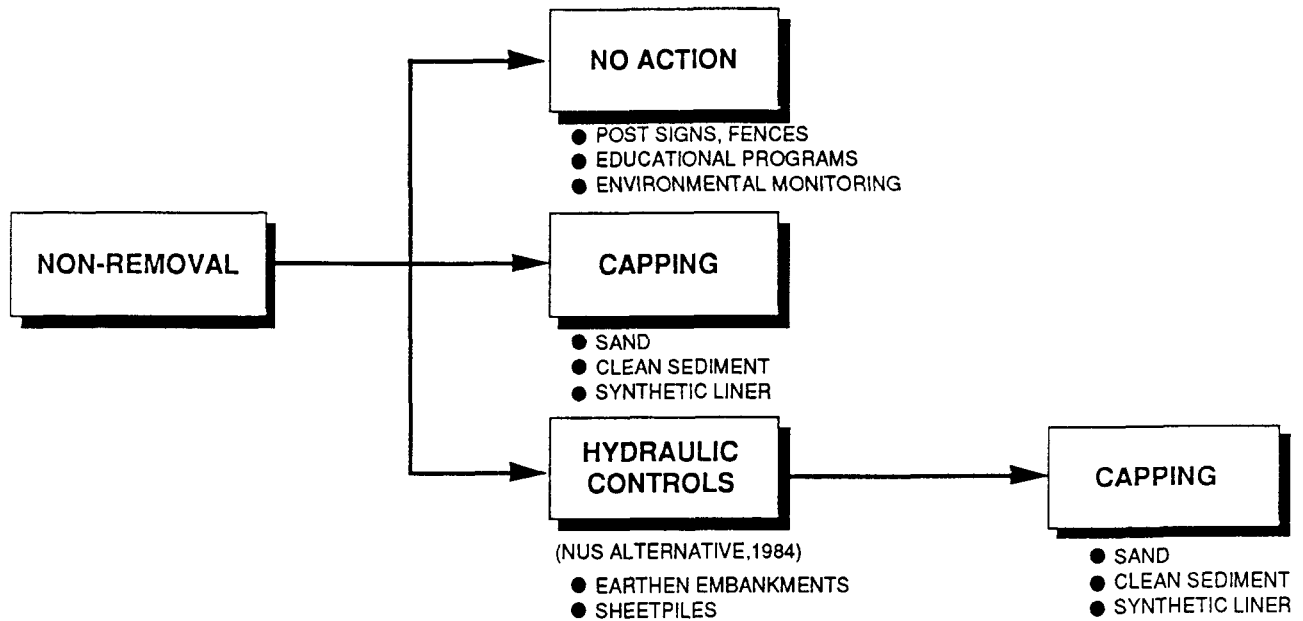 NO ACTION
● POST SIGNS, FENCES
● EDUCATIONAL PROGRAMS
● ENVIRONMENTAL MONITORING
NON-REMOVAL
CAPPING
● SAND
● CLEAN SEDIMENT
● SYNTHETIC LINER
HYDRAULIC
CONTROLS
(NUS ALTERNATIVE,1984)
● EARTHEN EMBANKMENTS
● SHEETPILES
CAPPING
● SAND
● CLEAN SEDIMENT
● SYNTHETIC LINER